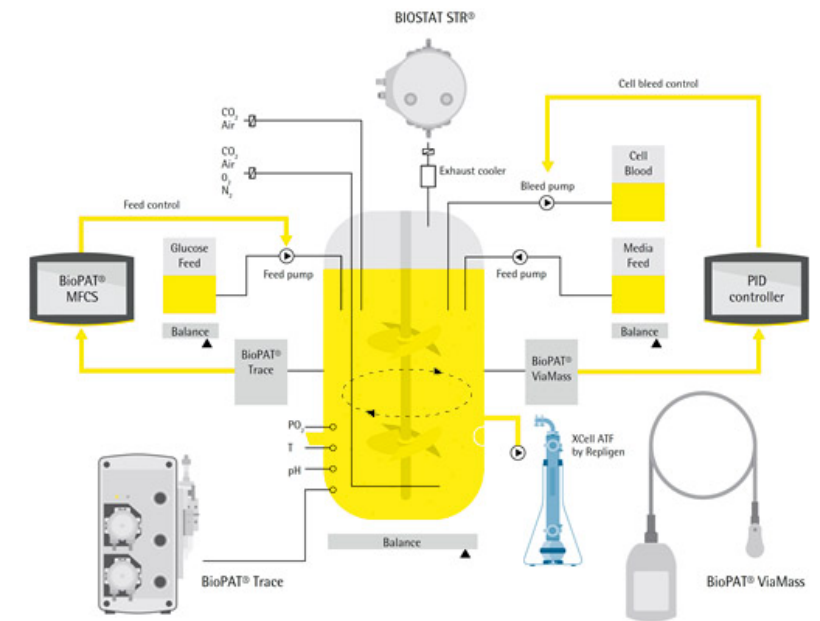 BIOSTAT STR®
Cell bleed control
CO2
Air
CO2
Air
O2
N2
Exhaust cooler
Cell
Blood
Bleed pump
Feed control
Glucose
Feed
Feed pump
Media
Feed
Feed pump
BioPAT®
MFCS
PID
controller
Balance
Balance
BioPAT®
Trace
BioPAT®
ViaMass
PO2
T
pH
XCell ATF
by Repligen
Balance
BioPAT® Trace
BioPAT® ViaMass